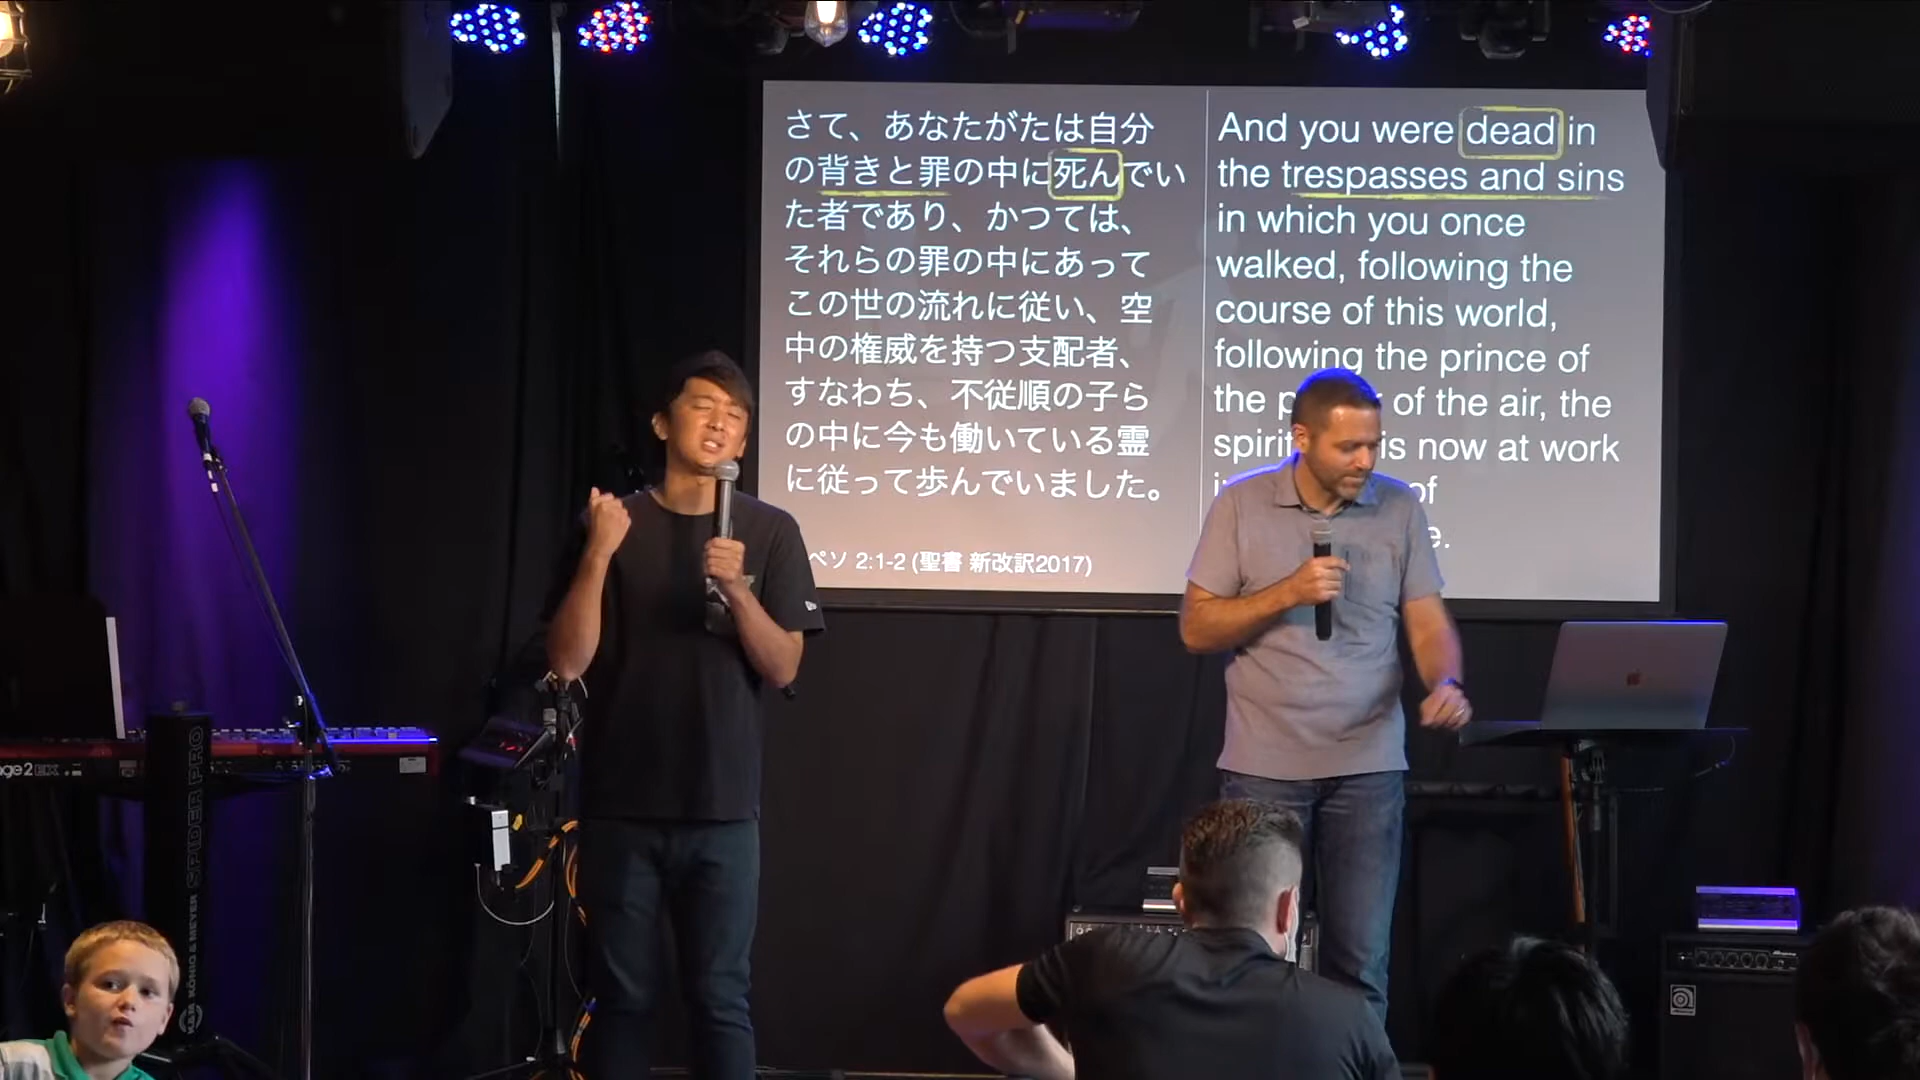 さて、あなたがたは自分
の背きと罪の中に死んでい
た者であり、かつては、
それらの罪の中にあって
この世の流れに従い、空
中の権威を持つ支配者、
すなわち、不従順の子ら
の中に今も働いている霊
に従って歩んでいました。
ペソ 2:1-2 (聖書 新改訳2017)
And you were dead in
the trespasses and sins
in which you once
walked, following the
course of this world,
following the prince of
the of the air, the
is now at work
of
SPIDER PRO
KÖNIG & MEYER
K&M
2 EX
Ampeg